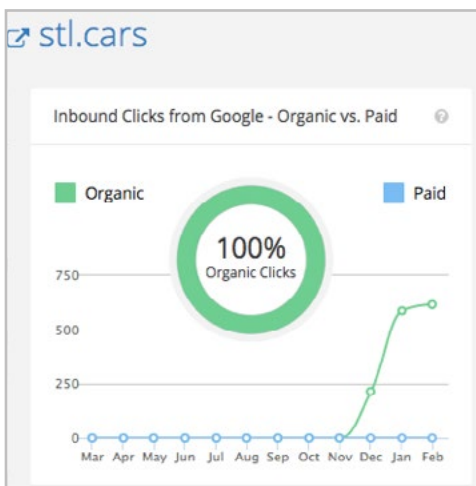 stl.cars
Inbound Clicks from Google - Organic vs. Paid
Organic
Paid
100%
Organic Clicks
750
500
250
0
Mar Apr May Jun Jul Aug Sep Oct Nov Dec Jan Feb